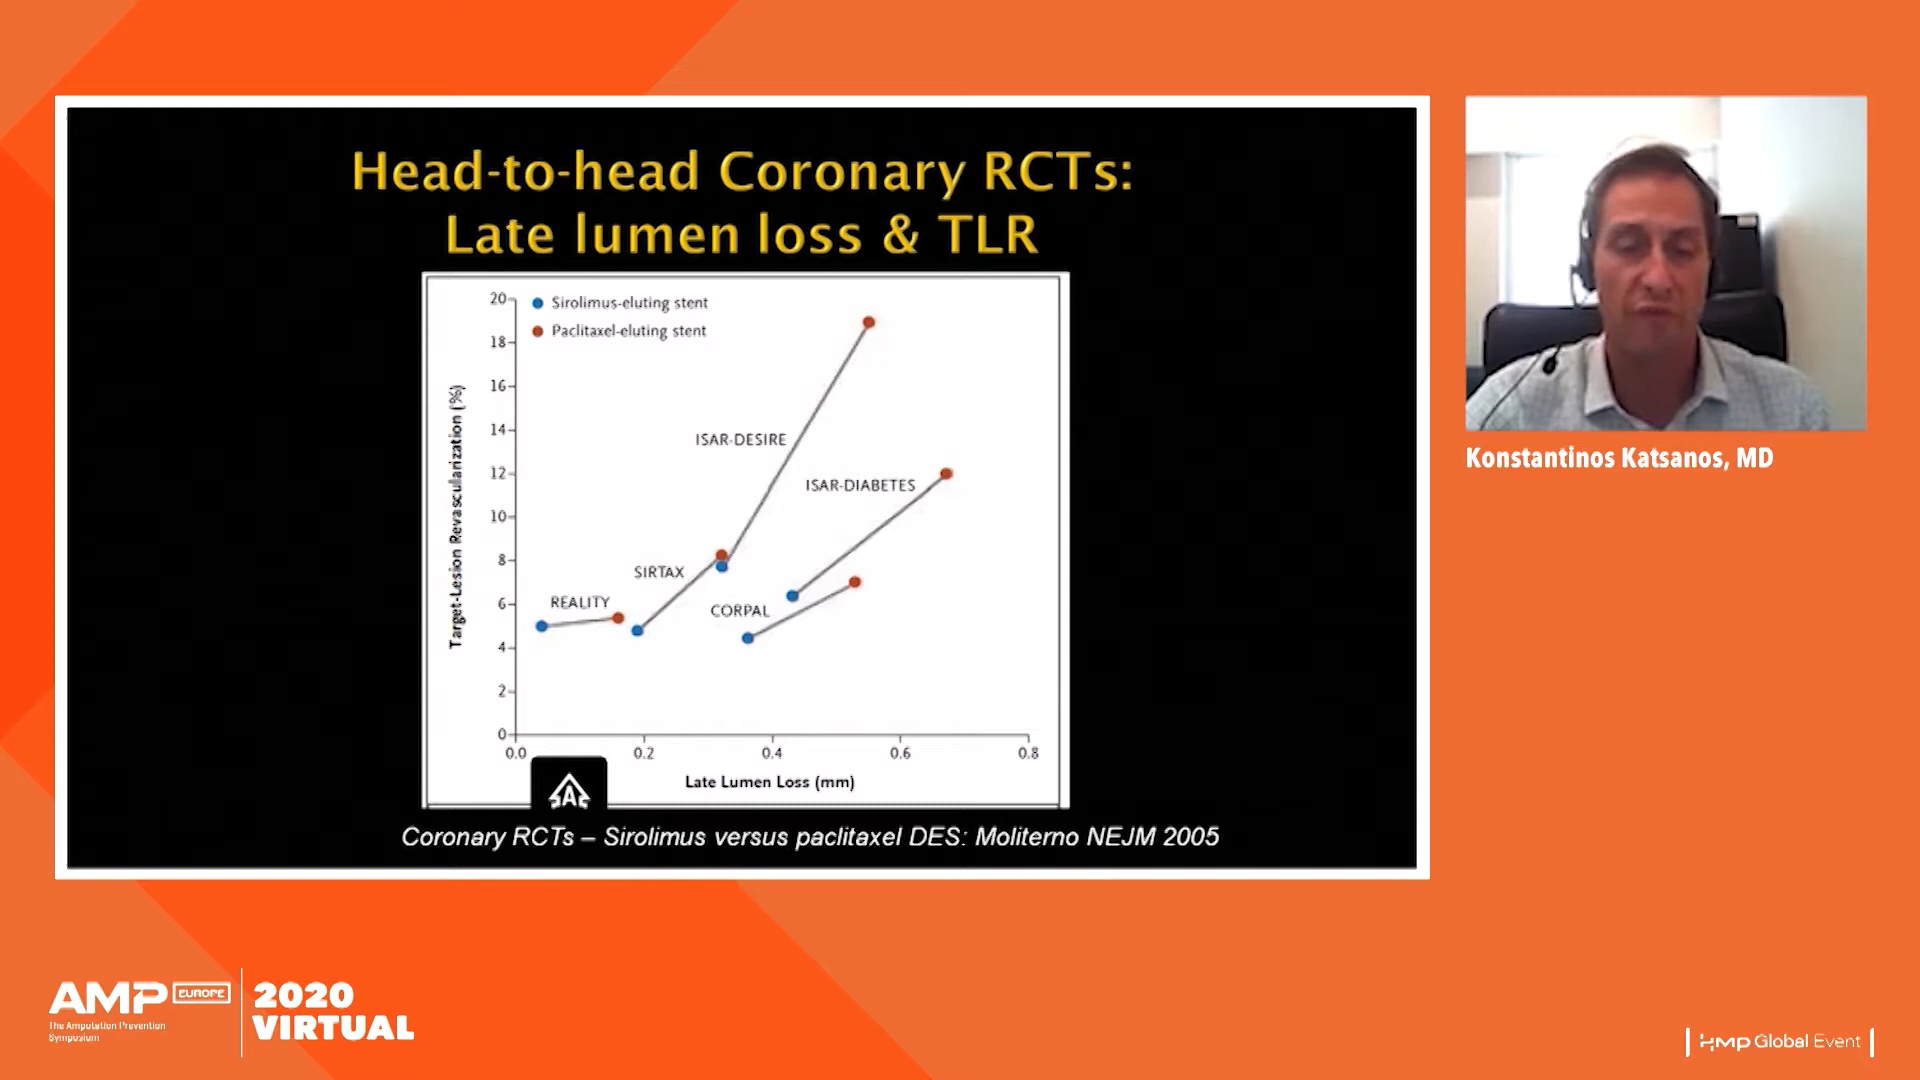 Head-to-head Coronary RCTs:
Late lumen loss & TLR
Sirolimus-eluting stent
Paclitaxel-eluting stent
Target-Lesion Revascularization (%)
20
18
16
14
12
10
8
6
4
2
0
ISAR-DESIRE
ISAR-DIABETES
SIRTAX
REALITY
CORPAL
0.0
0.2
0.4
0.6
0.8
Late Lumen Loss (mm)
A
Coronary RCTs – Sirolimus versus paclitaxel DES: Moliterno NEJM 2005
Konstantinos Katsanos, MD
AMP EUROPE
The Amputation Prevention
Symposium
2020
VIRTUAL
HMP Global Event